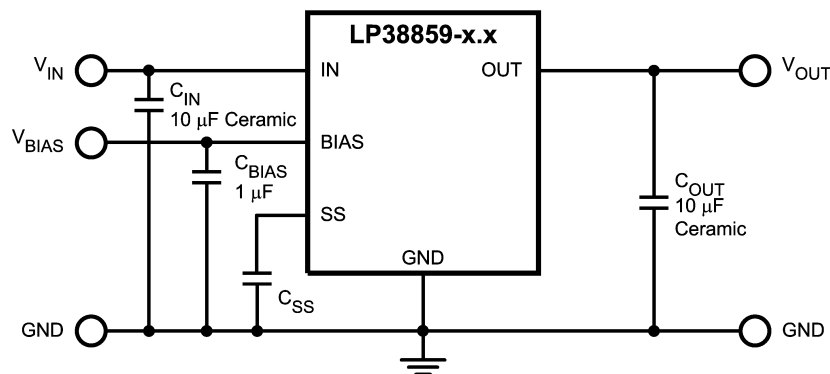 LP38859-x.x
V_IN
IN
OUT
V_OUT
C_IN
10 μF Ceramic
V_BIAS
BIAS
C_BIAS
1 μF
SS
C_OUT
10 μF
Ceramic
GND
C_SS
GND
GND